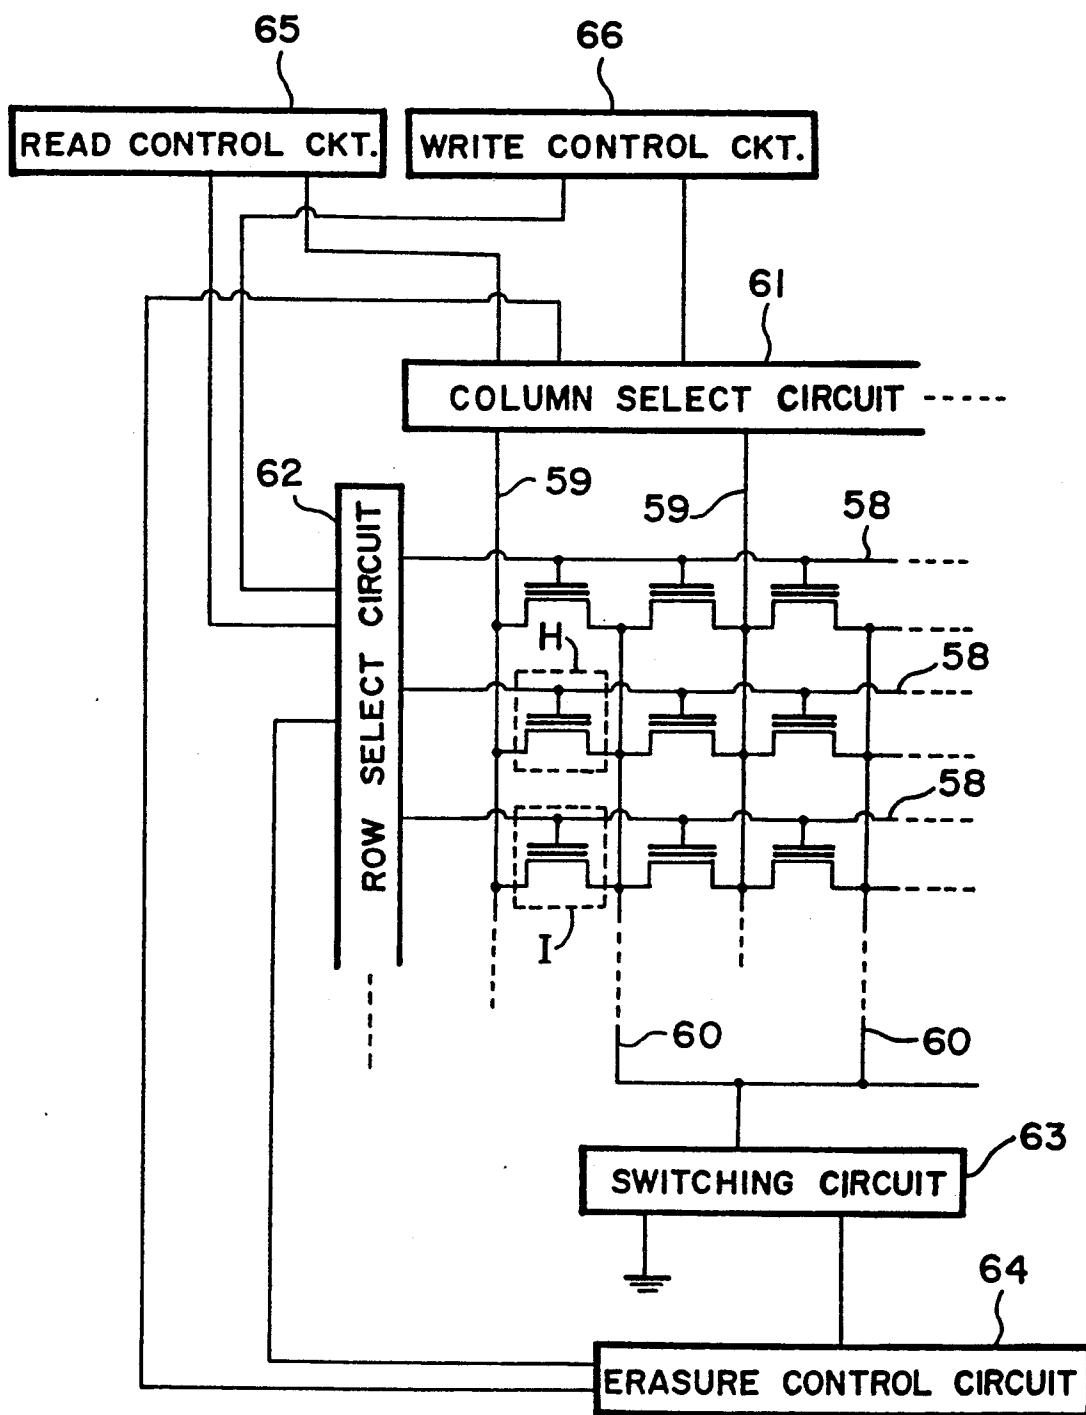 65
66
READ CONTROL CKT.
WRITE CONTROL CKT.
61
COLUMN SELECT CIRCUIT
62
59
59
58
ROW SELECT CIRCUIT
H
58
58
I
60
60
63
SWITCHING CIRCUIT
64
ERASURE CONTROL CIRCUIT